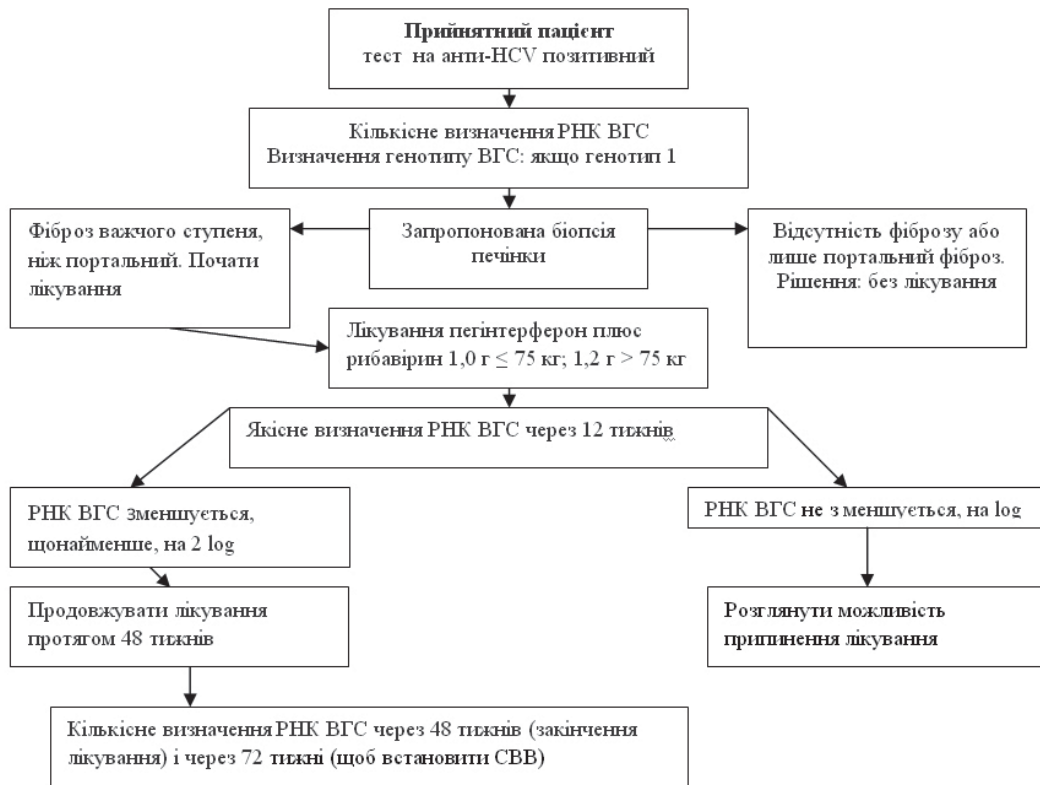 Прийнятний пацієнт
тест на анти-HCV позитивний
Кількісне визначення РНК ВГС
Визначення генотипу ВГС: якщо генотип 1
Фіброз важчого ступеня,
ніж портальний. Почати
лікування
Запропонована біопсія
печінки
Відсутність фіброзу або
лише портальний фіброз.
Рішення: без лікування
Лікування пегінтерферон плюс
рибавірин 1,0 г ≤ 75 кг; 1,2 г > 75 кг
Якісне визначення РНК ВГС через 12 тижнів
РНК ВГС зменшується,
щонайменше, на 2 log
РНК ВГС не з меншується, на log
Продовжувати лікування
протягом 48 тижнів
Розглянути можливість
припинення лікування
Кількісне визначення РНК ВГС через 48 тижнів (закінчення
лікування) і через 72 тижні (щоб встановити СВВ)